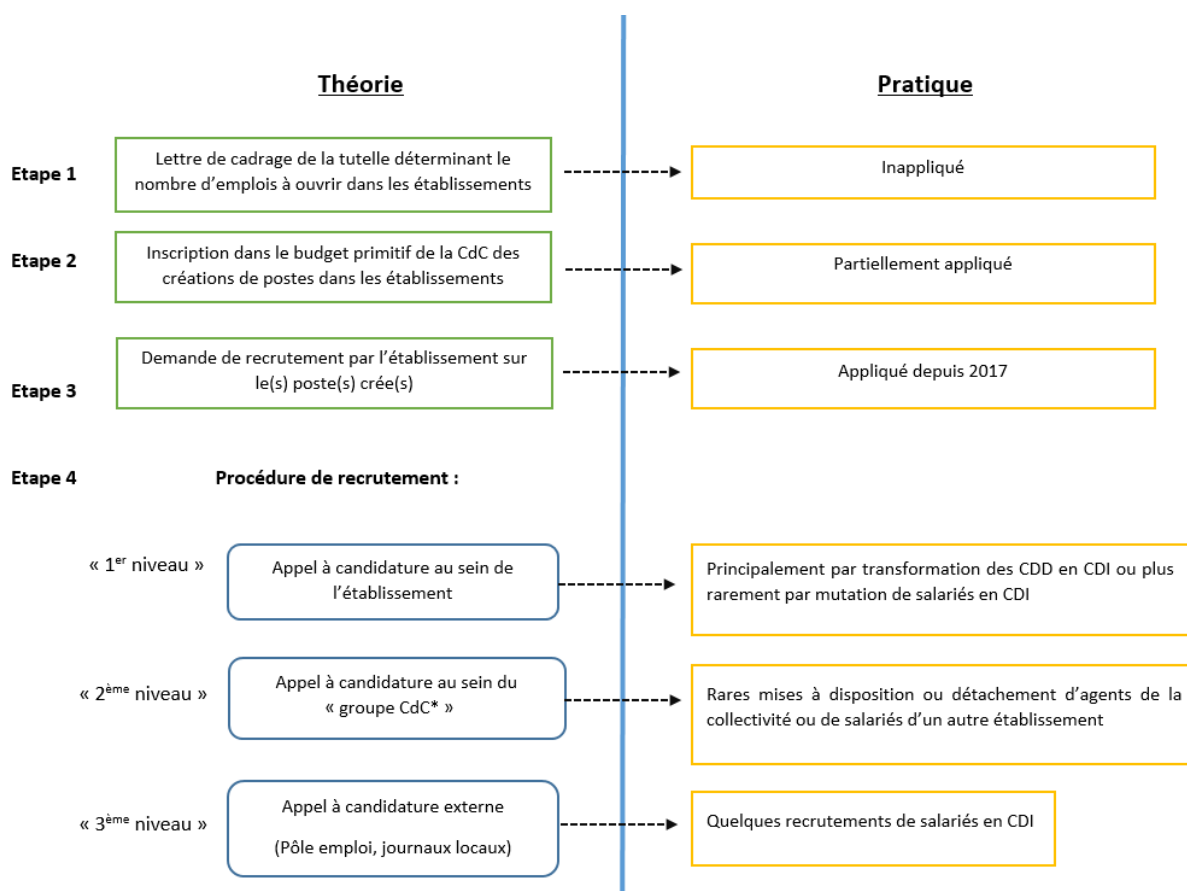 Théorie
Pratique
Etape 1
Lettre de cadrage de la tutelle déterminant le
nombre d’emplois à ouvrir dans les établissements
Inappliqué
Etape 2
Inscription dans le budget primitif de la CdC des
créations de postes dans les établissements
Partiellement appliqué
Etape 3
Demande de recrutement par l’établissement sur
le(s) poste(s) crée(s)
Appliqué depuis 2017
Etape 4
Procédure de recrutement :
« 1er niveau »
Appel à candidature au sein de
l’établissement
Principalement par transformation des CDD en CDI ou plus
rarement par mutation de salariés en CDI
« 2ème niveau »
Appel à candidature au sein du
« groupe CdC* »
Rares mises à disposition ou détachement d’agents de la
collectivité ou de salariés d’un autre établissement
« 3ème niveau »
Appel à candidature externe
(Pôle emploi, journaux locaux)
Quelques recrutements de salariés en CDI